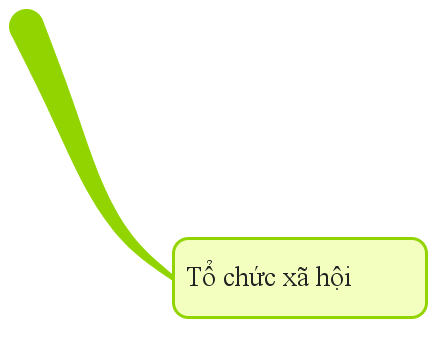 Tổ chức xã hội